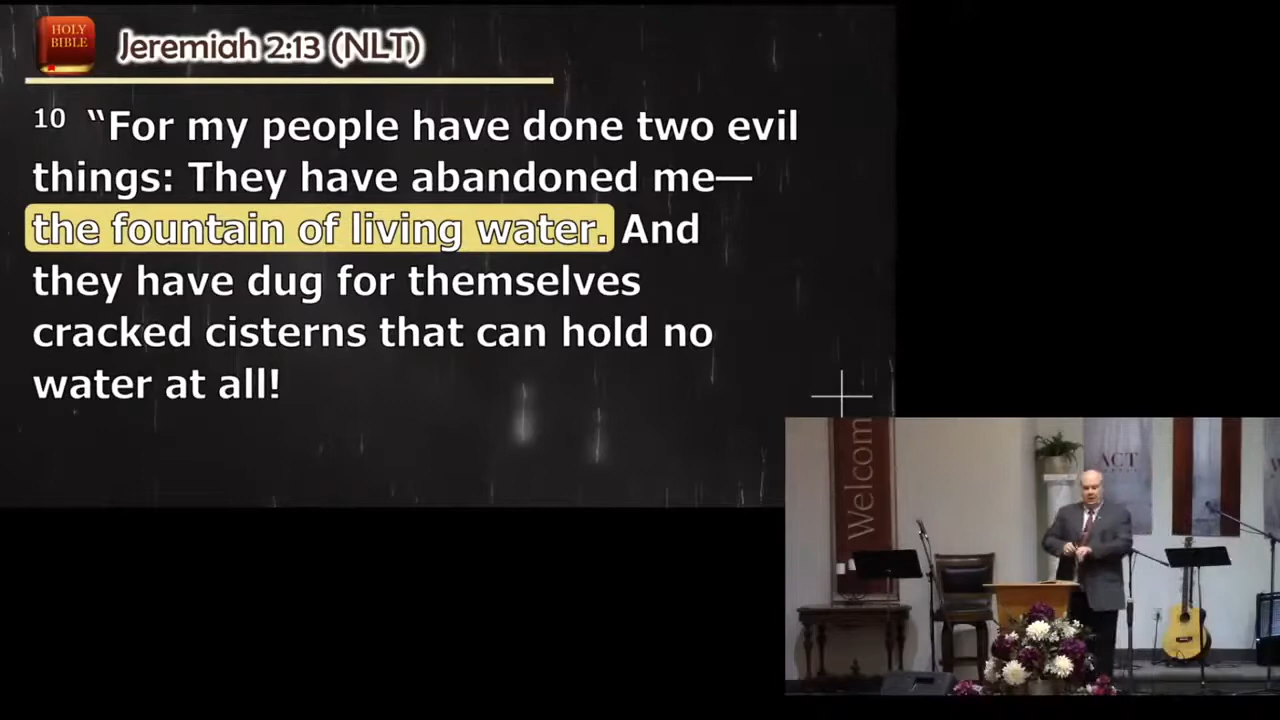 HOLY
BIBLE
Jeremiah 2:13 (NLT)
10 “For my people have done two evil
things: They have abandoned me—
the fountain of living water. And
they have dug for themselves
cracked cisterns that can hold no
water at all!
Welcom
ACT